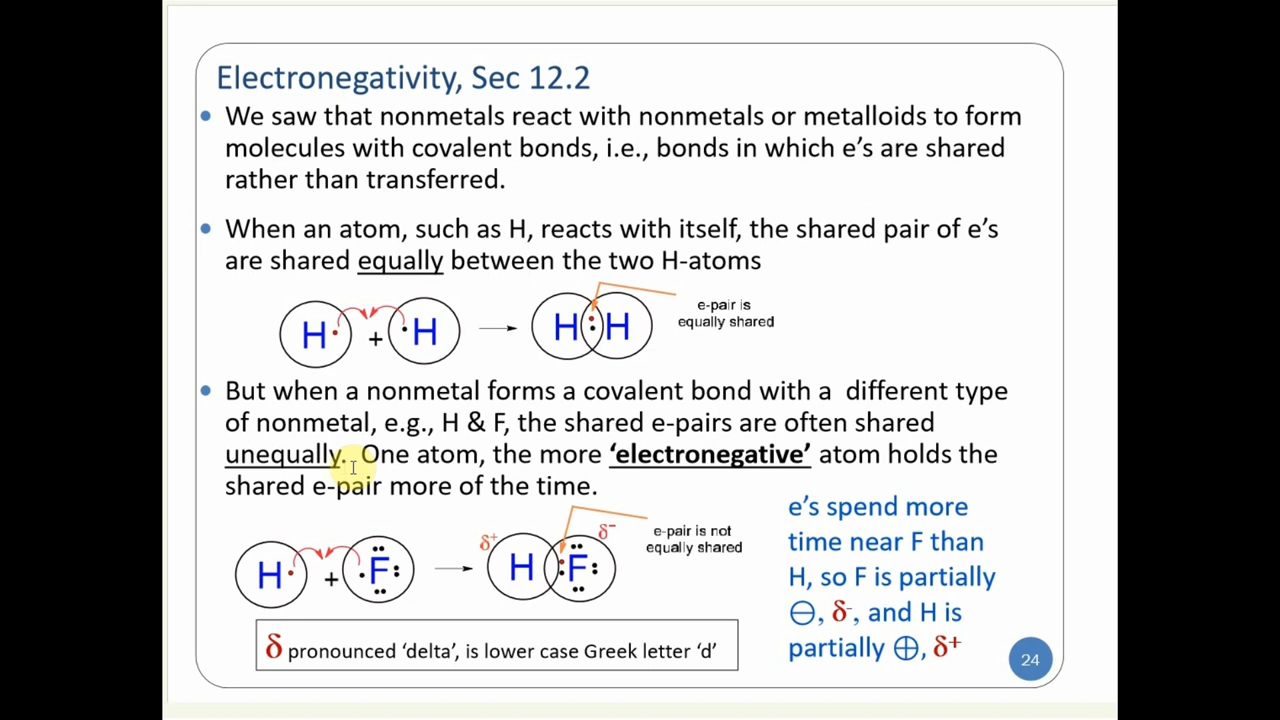 Electronegativity, Sec 12.2
• We saw that nonmetals react with nonmetals or metalloids to form
molecules with covalent bonds, i.e., bonds in which e's are shared
rather than transferred.
• When an atom, such as H, reacts with itself, the shared pair of e's
are shared equally between the two H-atoms
H· + ·H → H:H
e-pair is
equally shared
• But when a nonmetal forms a covalent bond with a different type
of nonmetal, e.g., H & F, the shared e-pairs are often shared
unequally. One atom, the more 'electronegative' atom holds the
shared e-pair more of the time.
δ⁺ δ⁻
H· + ·F: → H:F:
e-pair is not
equally shared
e's spend more
time near F than
H, so F is partially
⊖, δ⁻, and H is
partially ⊕, δ⁺
δ pronounced 'delta', is lower case Greek letter 'd'
24